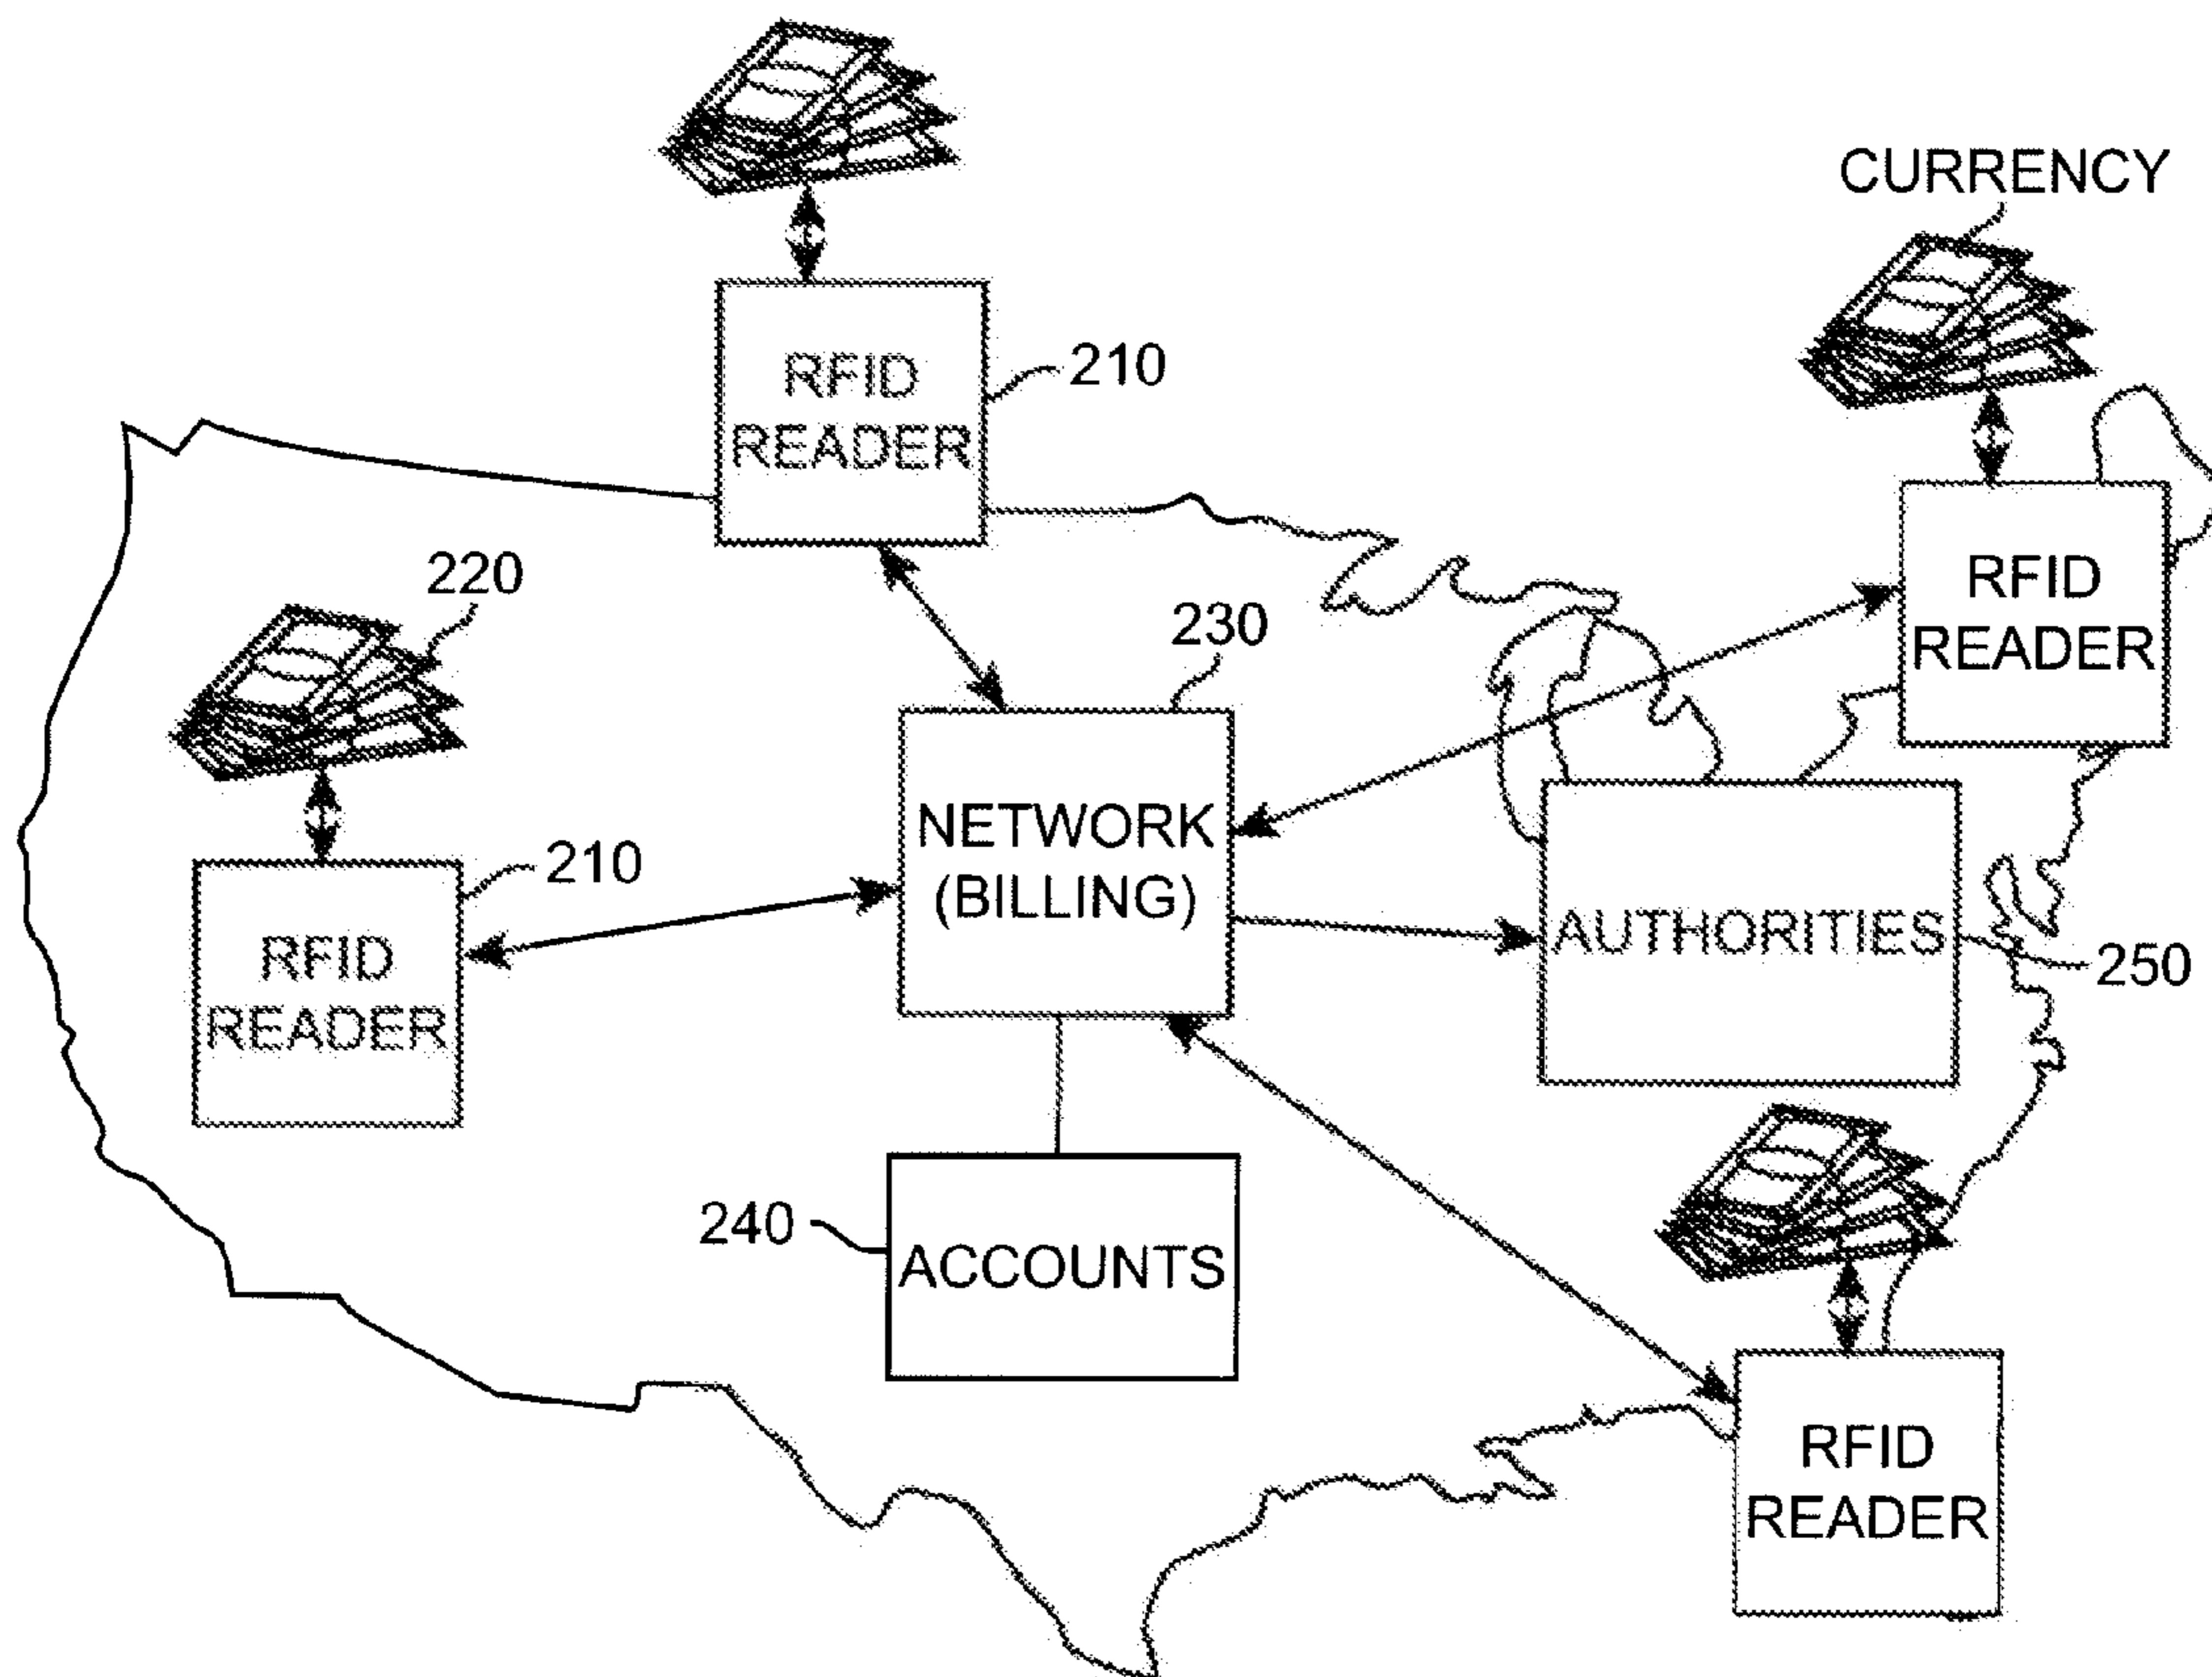 CURRENCY
RFID
READER
210
220
RFID
READER
230
NETWORK
(BILLING)
210
RFID
READER
AUTHORITIES
250
240
ACCOUNTS
RFID
READER